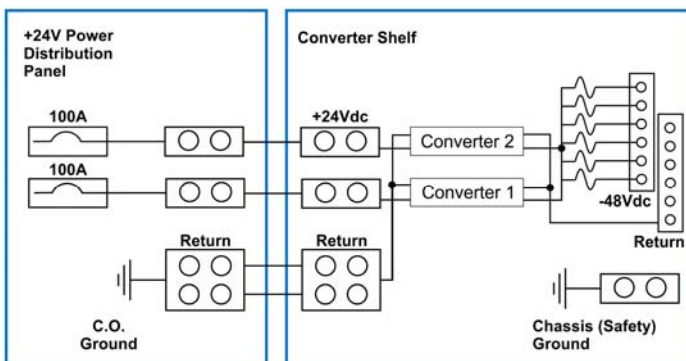 +24V Power
Distribution
Panel
100A
100A
Return
C.O.
Ground
Converter Shelf
+24Vdc
Converter 2
Converter 1
Return
-48Vdc
Return
Chassis (Safety)
Ground